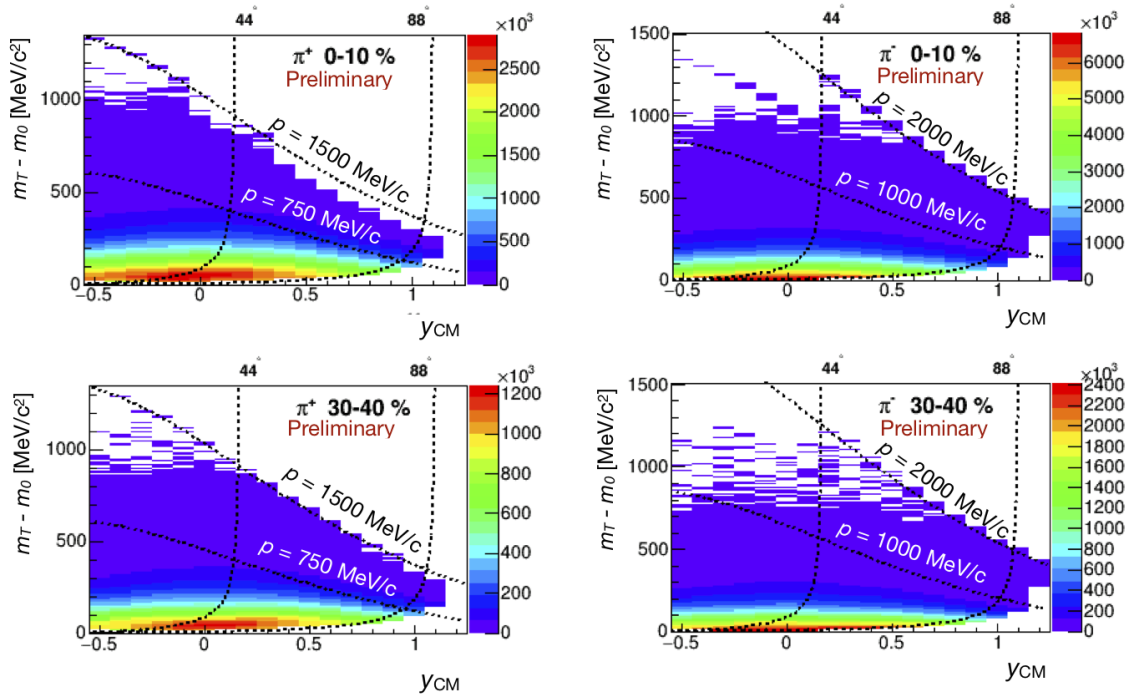 44° 88°
×10³
π⁺ 0-10 %
Preliminary
m_T – m_0 [MeV/c²]
1000
500
0
p = 1500 MeV/c
p = 750 MeV/c
2500
2000
1500
1000
500
0
−0.5 0 0.5 1
y_CM
44° 88°
×10³
π⁻ 0-10 %
Preliminary
m_T – m_0 [MeV/c²]
1500
1000
500
0
p = 2000 MeV/c
p = 1000 MeV/c
6000
5000
4000
3000
2000
1000
0
−0.5 0 0.5 1
y_CM
44° 88°
×10³
π⁺ 30-40 %
Preliminary
m_T – m_0 [MeV/c²]
1000
500
0
p = 1500 MeV/c
p = 750 MeV/c
1200
1000
800
600
400
200
0
−0.5 0 0.5 1
y_CM
44° 88°
×10³
π⁻ 30-40 %
Preliminary
m_T – m_0 [MeV/c²]
1500
1000
500
0
p = 2000 MeV/c
p = 1000 MeV/c
2400
2200
2000
1800
1600
1400
1200
1000
800
600
400
200
0
−0.5 0 0.5 1
y_CM